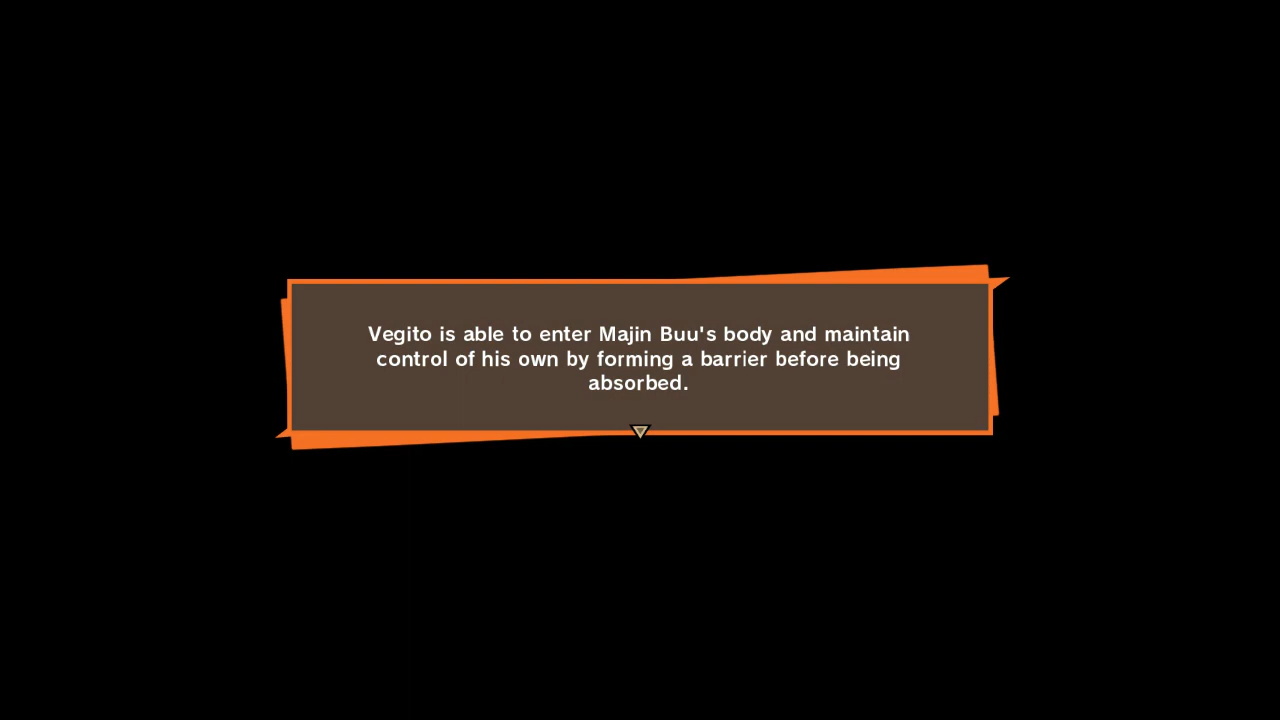 Vegito is able to enter Majin Buu's body and maintain
control of his own by forming a barrier before being
absorbed.